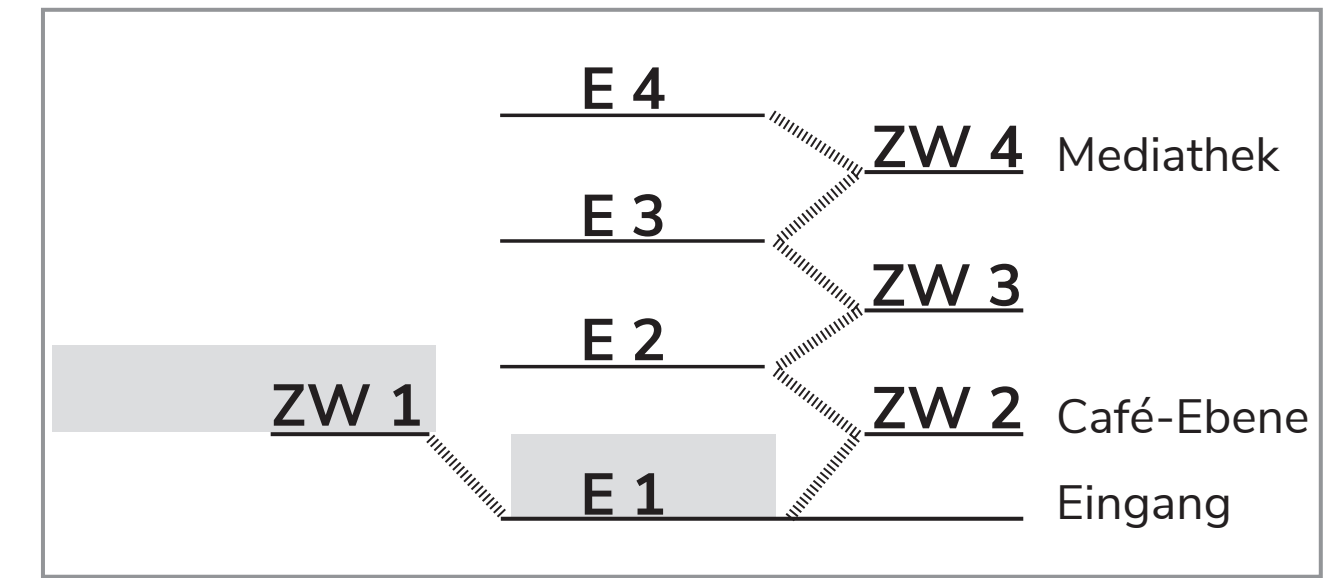 E 4
ZW 4 Mediathek
E 3
ZW 3
E 2
ZW 1
ZW 2 Café-Ebene
E 1
Eingang